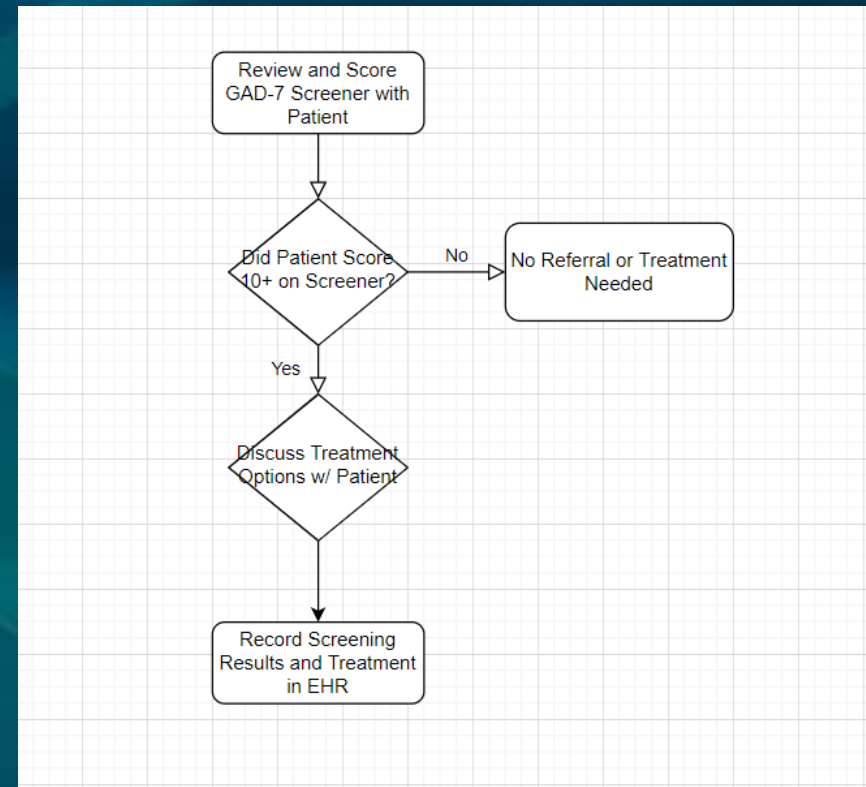 Review and Score
GAD-7 Screener with
Patient
Did Patient Score
10+ on Screener?
No
No Referral or Treatment
Needed
Yes
Discuss Treatment
Options w/ Patient
Record Screening
Results and Treatment
in EHR